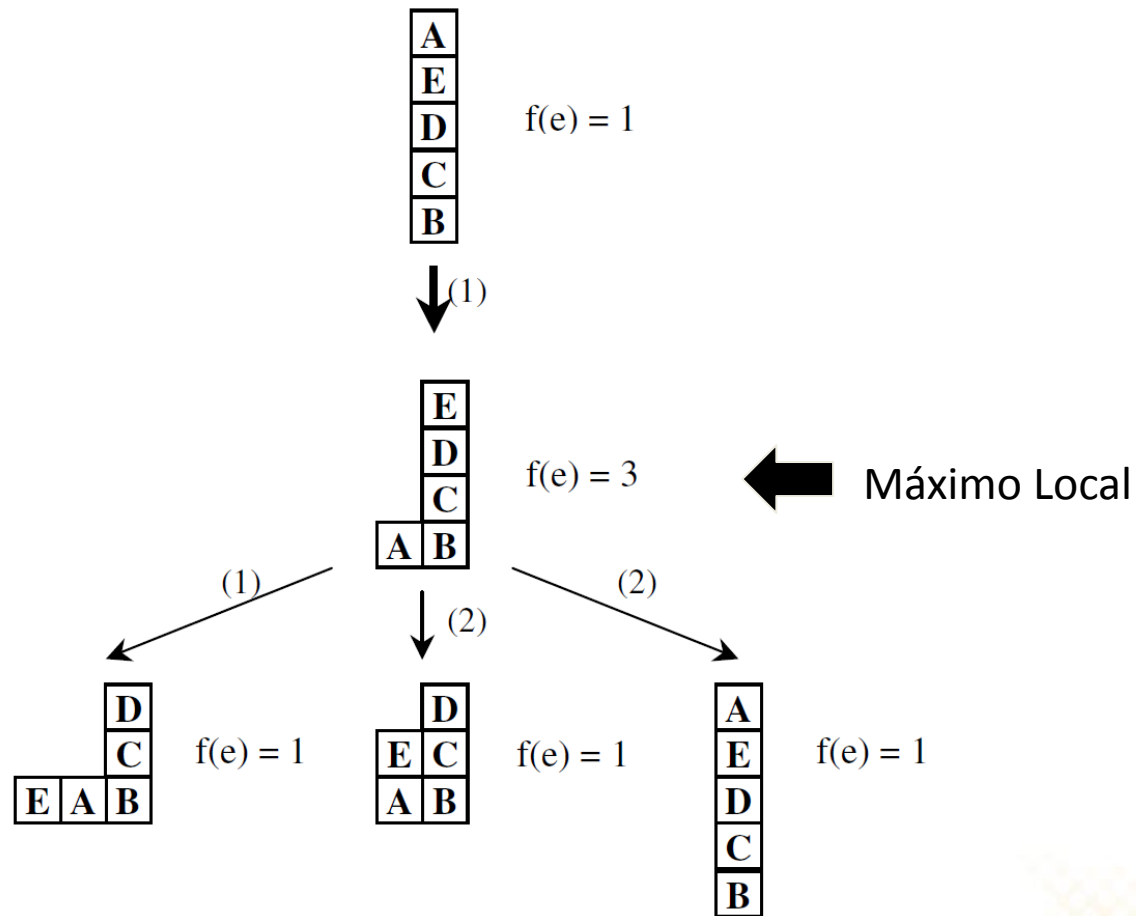 A
E
D
C
B
f(e) = 1
(1)
E
D
C
A B
f(e) = 3
Máximo Local
(1)
(2)
(2)
D
C
E A B
f(e) = 1
D
E C
A B
f(e) = 1
A
E
D
C
B
f(e) = 1